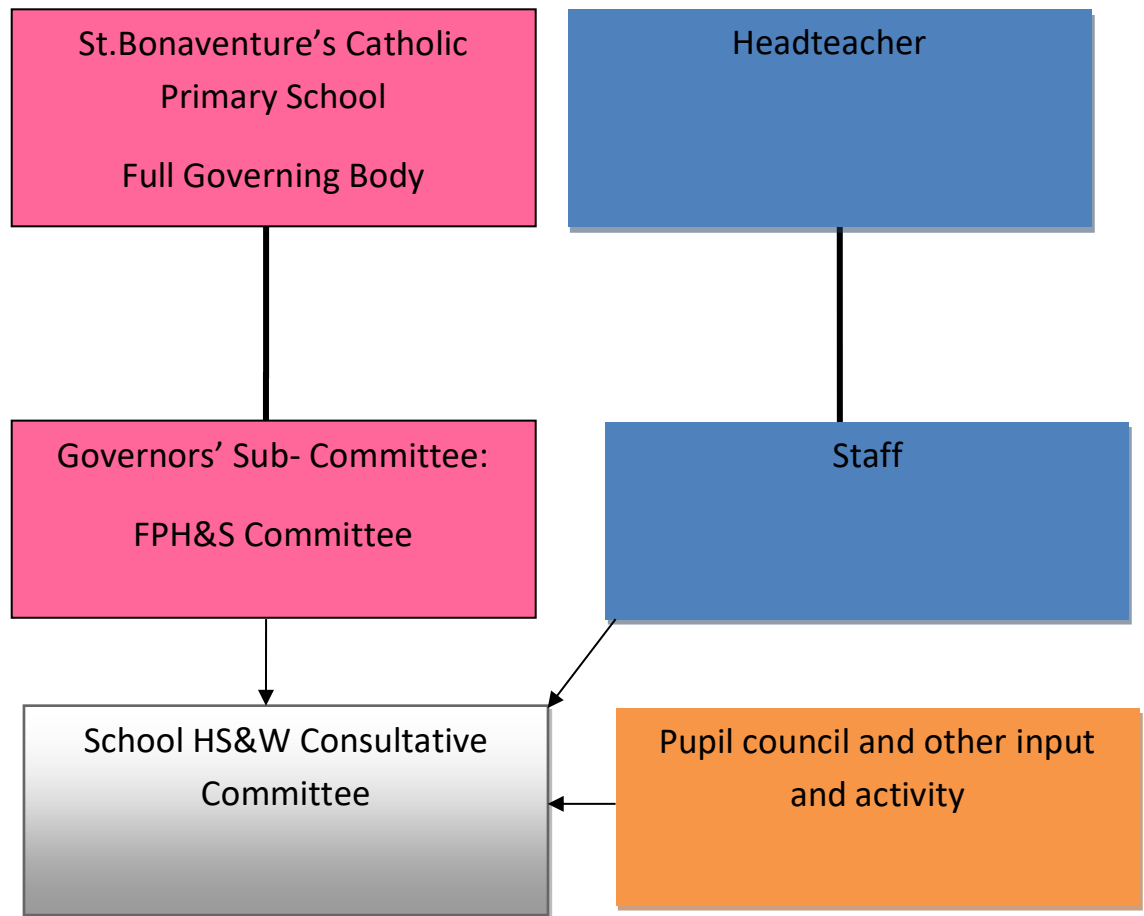 St.Bonaventure’s Catholic
Primary School
Full Governing Body
Headteacher
Governors’ Sub- Committee:
FPH&S Committee
Staff
School HS&W Consultative
Committee
Pupil council and other input
and activity